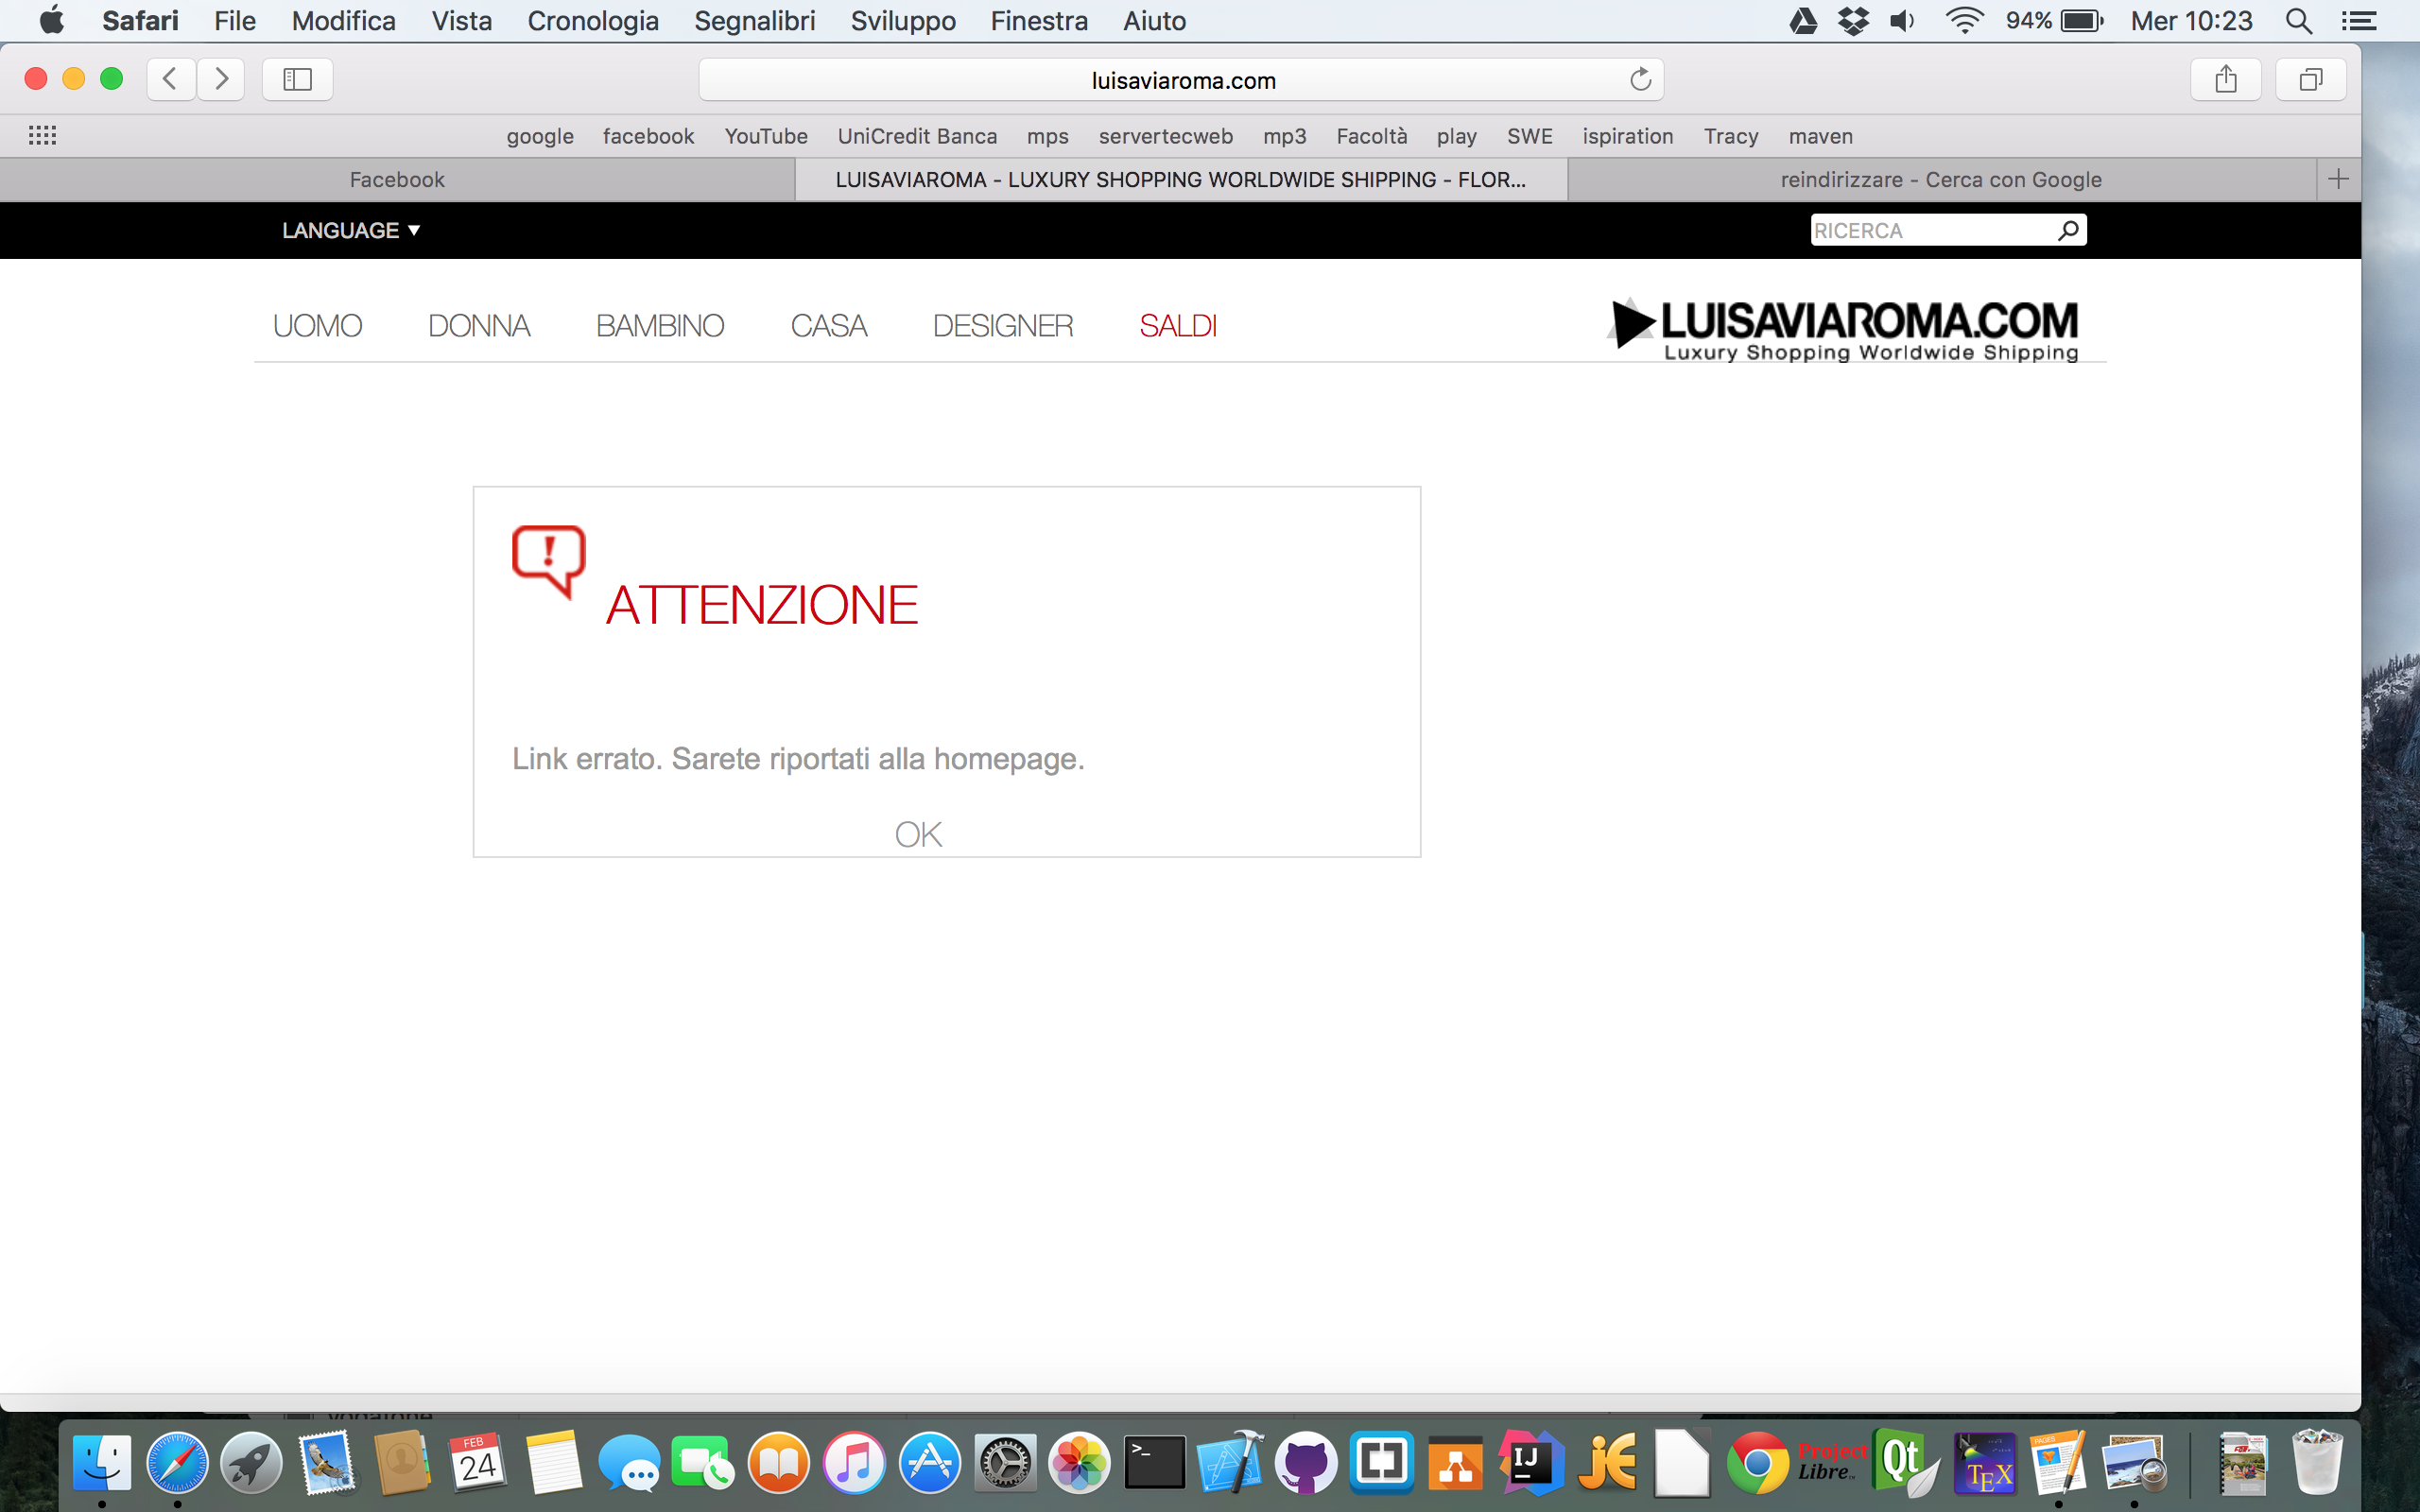 Safari File Modifica Vista Cronologia Segnalibri Sviluppo Finestra Aiuto 94% Mer 10:23
luisaviaroma.com
google facebook YouTube UniCredit Banca mps servertecweb mp3 Facoltà play SWE ispiration Tracy maven
Facebook LUISAVIAROMA - LUXURY SHOPPING WORLDWIDE SHIPPING - FLOR... reindirizzare - Cerca con Google
LANGUAGE ▼ RICERCA
UOMO DONNA BAMBINO CASA DESIGNER SALDI LUISAVIAROMA.COM
Luxury Shopping Worldwide Shipping
!
ATTENZIONE
Link errato. Sarete riportati alla homepage.
OK
FEB
24
>_
IJ
jE
Project
Libre
Qt
TEX
PAGES